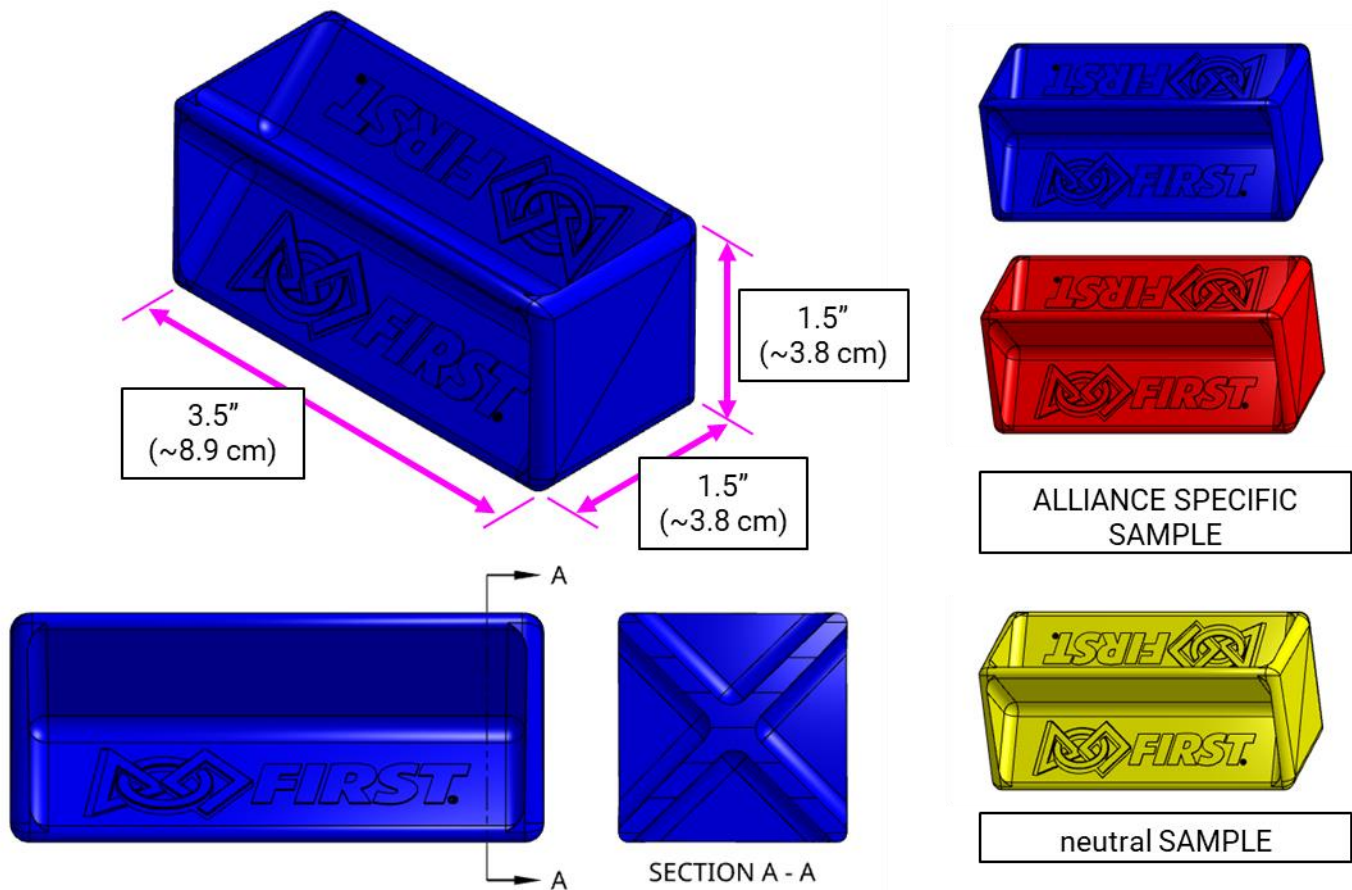 FIRST.
FIRST.
1.5”
(~3.8 cm)
3.5”
(~8.9 cm)
1.5”
(~3.8 cm)
A
FIRST.
A
SECTION A - A
FIRST.
FIRST.
FIRST.
FIRST.
ALLIANCE SPECIFIC
SAMPLE
FIRST.
FIRST.
neutral SAMPLE